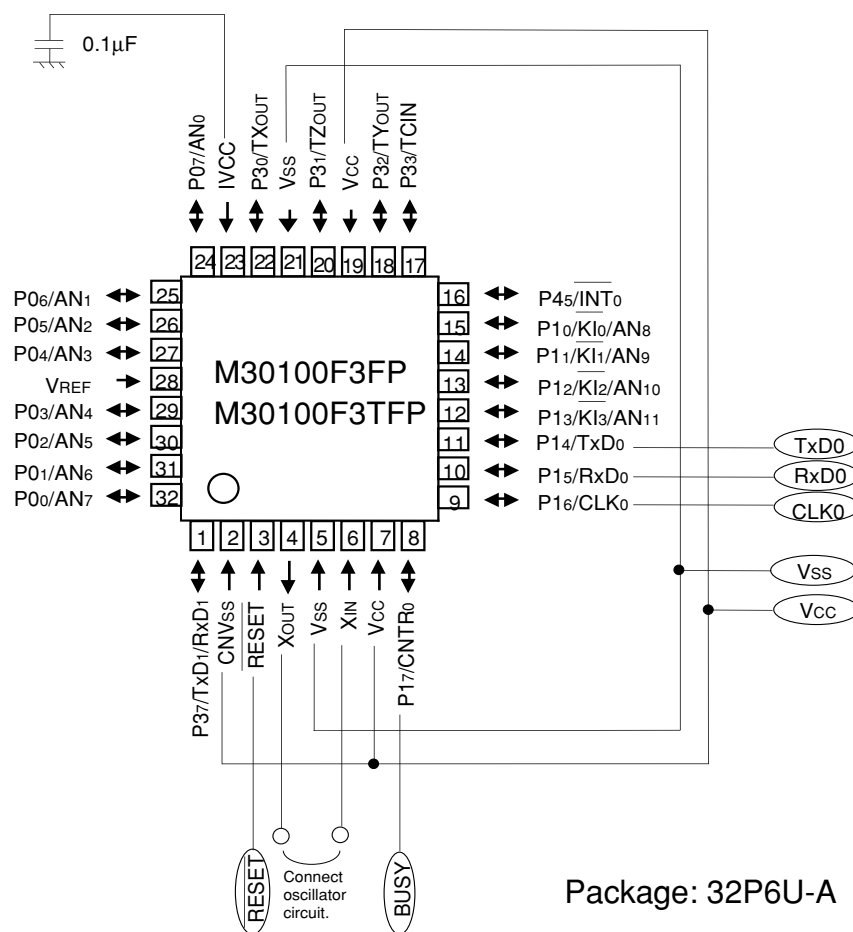 0.1µF
P07/AN0
IVCC
P30/TXOUT
VSS
P31/TZOUT
VCC
P32/TYOUT
P33/TCIN
24 23 22 21 20 19 18 17
P06/AN1 25
P05/AN2 26
P04/AN3 27
VREF 28
P03/AN4 29
P02/AN5 30
P01/AN6 31
P00/AN7 32
M30100F3FP
M30100F3TFP
16 P45/INT0
15 P10/KI0/AN8
14 P11/KI1/AN9
13 P12/KI2/AN10
12 P13/KI3/AN11
11 P14/TxD0 TxD0
10 P15/RxD0 RxD0
9 P16/CLK0 CLK0
Vss
Vcc
1 2 3 4 5 6 7 8
P37/TxD1/RxD1
CNVss
RESET
XOUT
Vss
XIN
Vcc
P17/CNTR0
RESET
Connect
oscillator
circuit.
BUSY
Package: 32P6U-A